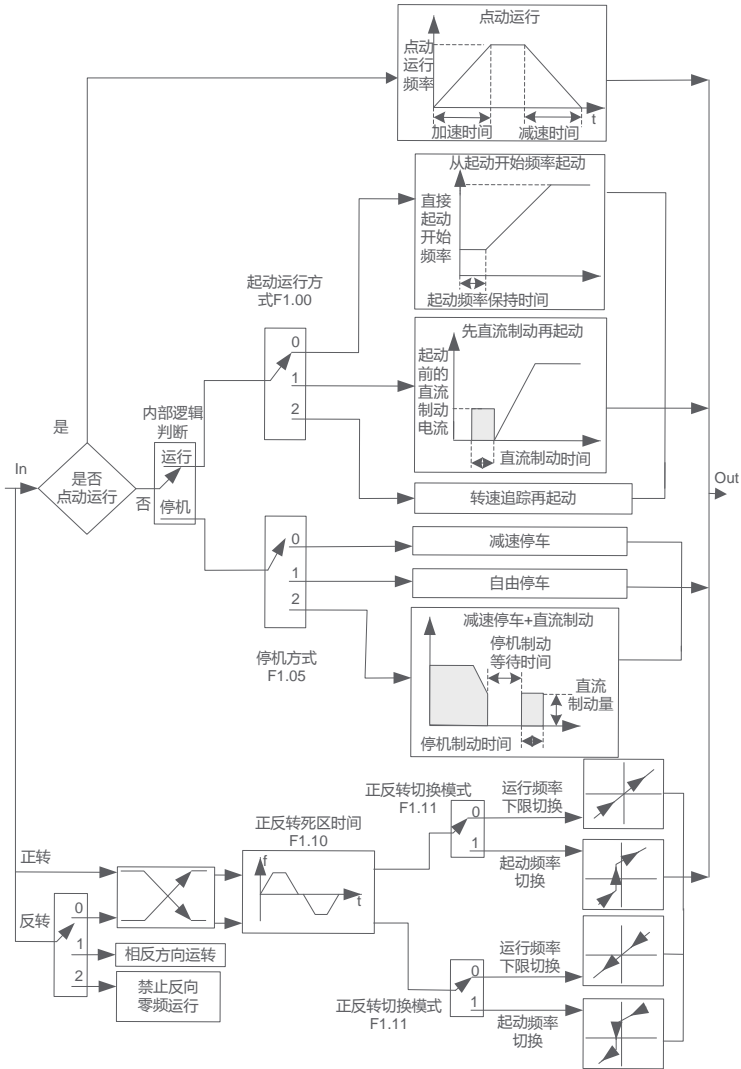 点动运行
点动
运行
频率
加速时间
减速时间
t
从起动开始频率起动
直接
起动
开始
频率
起动频率保持时间
起动运行方
式F1.00
0
1
2
先直流制动再起动
起动
前的
直流
制动
电流
直流制动时间
是
内部逻辑
判断
运行
In
是否
点动运行
否
停机
转速追踪再起动
Out
0
1
2
减速停车
自由停车
减速停车+直流制动
停机制动
等待时间
直流
制动量
停机制动时间
停机方式
F1.05
正反转切换模式
F1.11
0
1
运行频率
下限切换
起动频率
切换
正反转死区时间
F1.10
f
t
正转
反转
0
1
2
相反方向运转
禁止反向
零频运行
正反转切换模式
F1.11
0
1
运行频率
下限切换
起动频率
切换